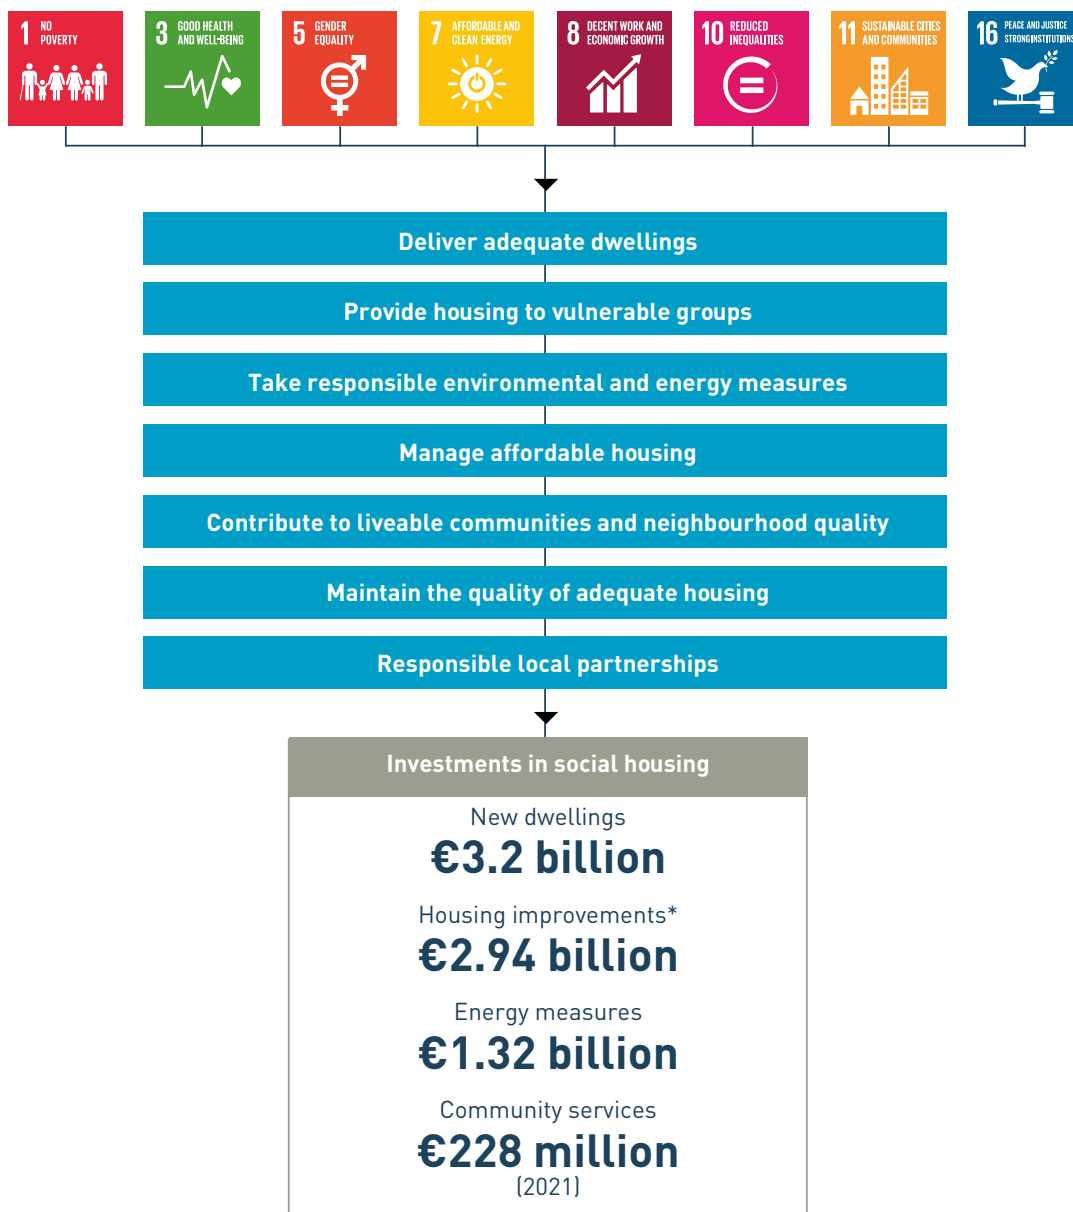 1 NO
POVERTY
3 GOOD HEALTH
AND WELL-BEING
5 GENDER
EQUALITY
7 AFFORDABLE AND
CLEAN ENERGY
8 DECENT WORK AND
ECONOMIC GROWTH
10 REDUCED
INEQUALITIES
11 SUSTAINABLE CITIES
AND COMMUNITIES
16 PEACE AND JUSTICE
STRONG INSTITUTIONS
Deliver adequate dwellings
Provide housing to vulnerable groups
Take responsible environmental and energy measures
Manage affordable housing
Contribute to liveable communities and neighbourhood quality
Maintain the quality of adequate housing
Responsible local partnerships
Investments in social housing
New dwellings
€3.2 billion
Housing improvements*
€2.94 billion
Energy measures
€1.32 billion
Community services
€228 million
(2021)